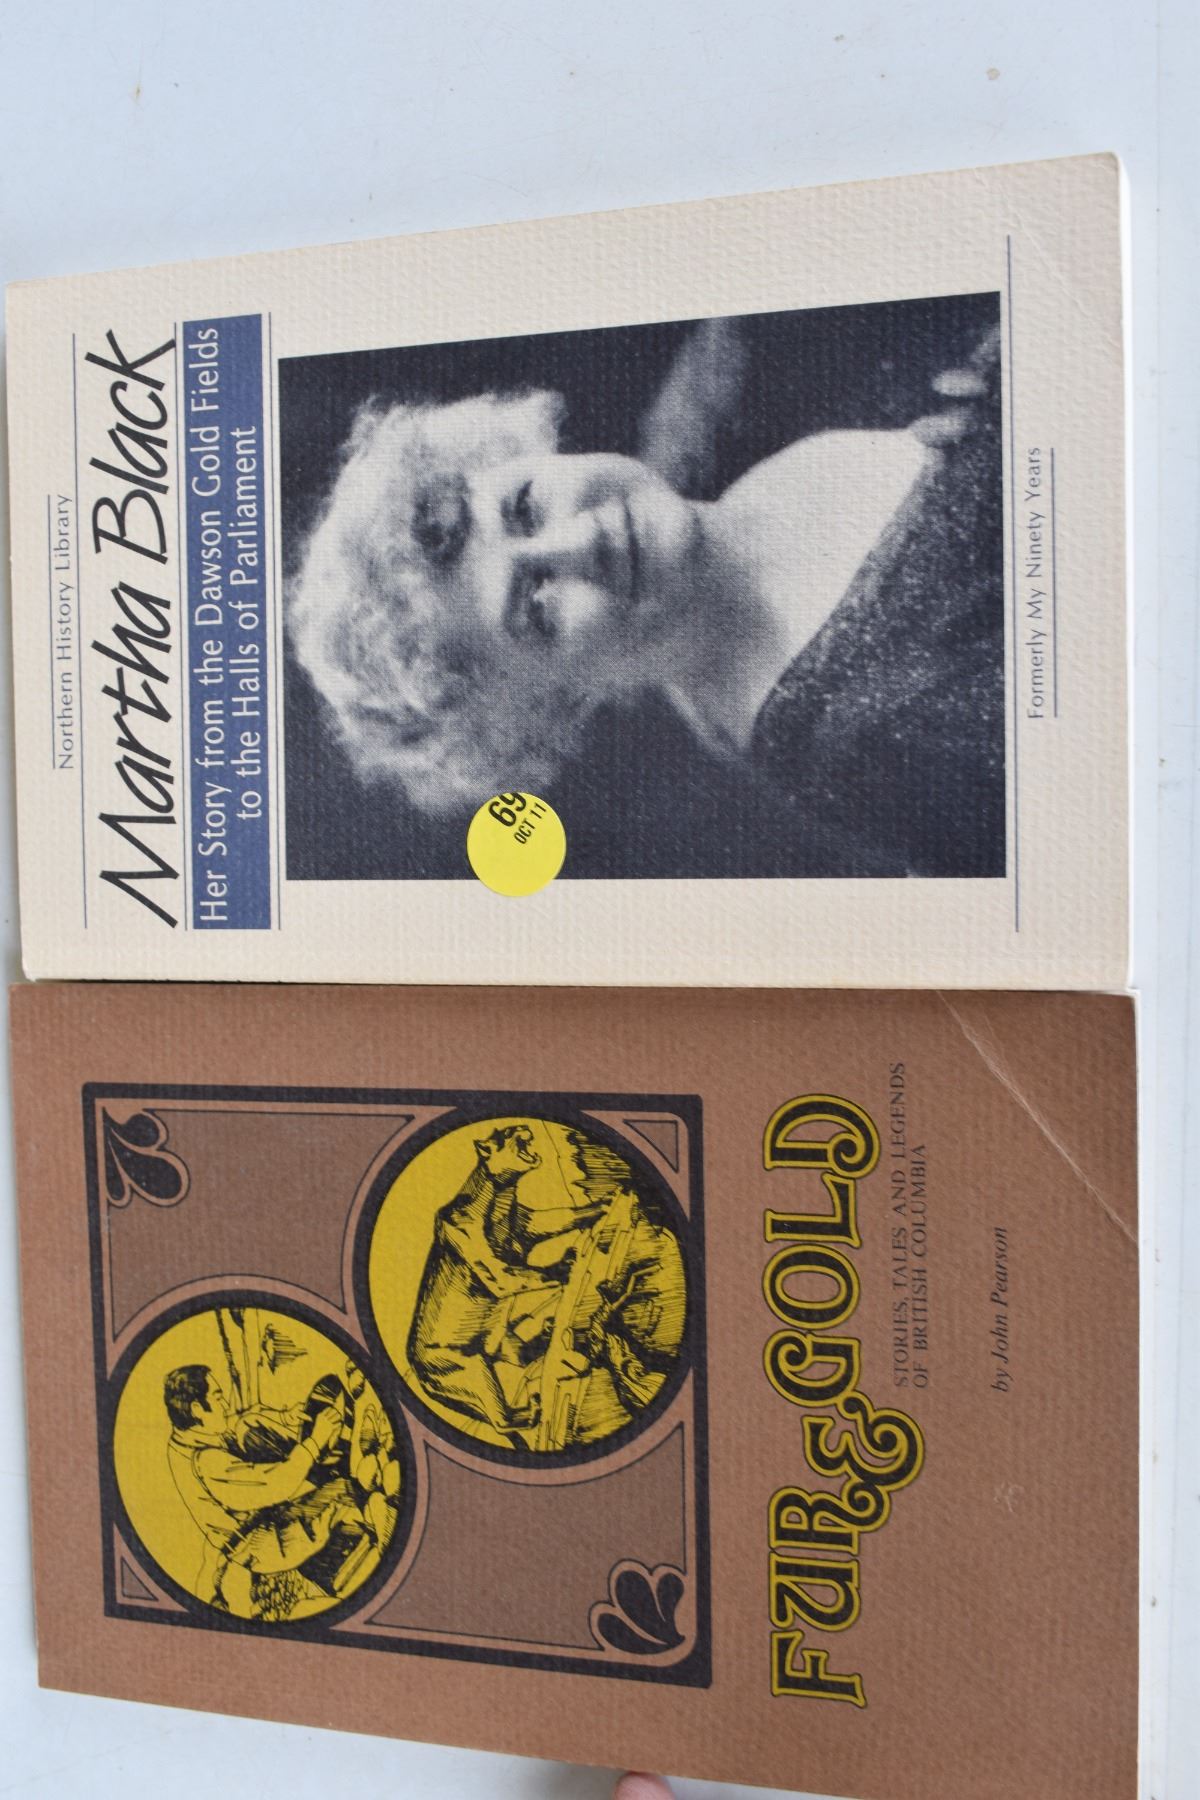 Northern History Library
Martha Black
Her Story from the Dawson Gold Fields
to the Halls of Parliament
69
OCT 11
Formerly My Ninety Years
FUR & GOLD
STORIES, TALES AND LEGENDS
OF BRITISH COLUMBIA
by John Pearson